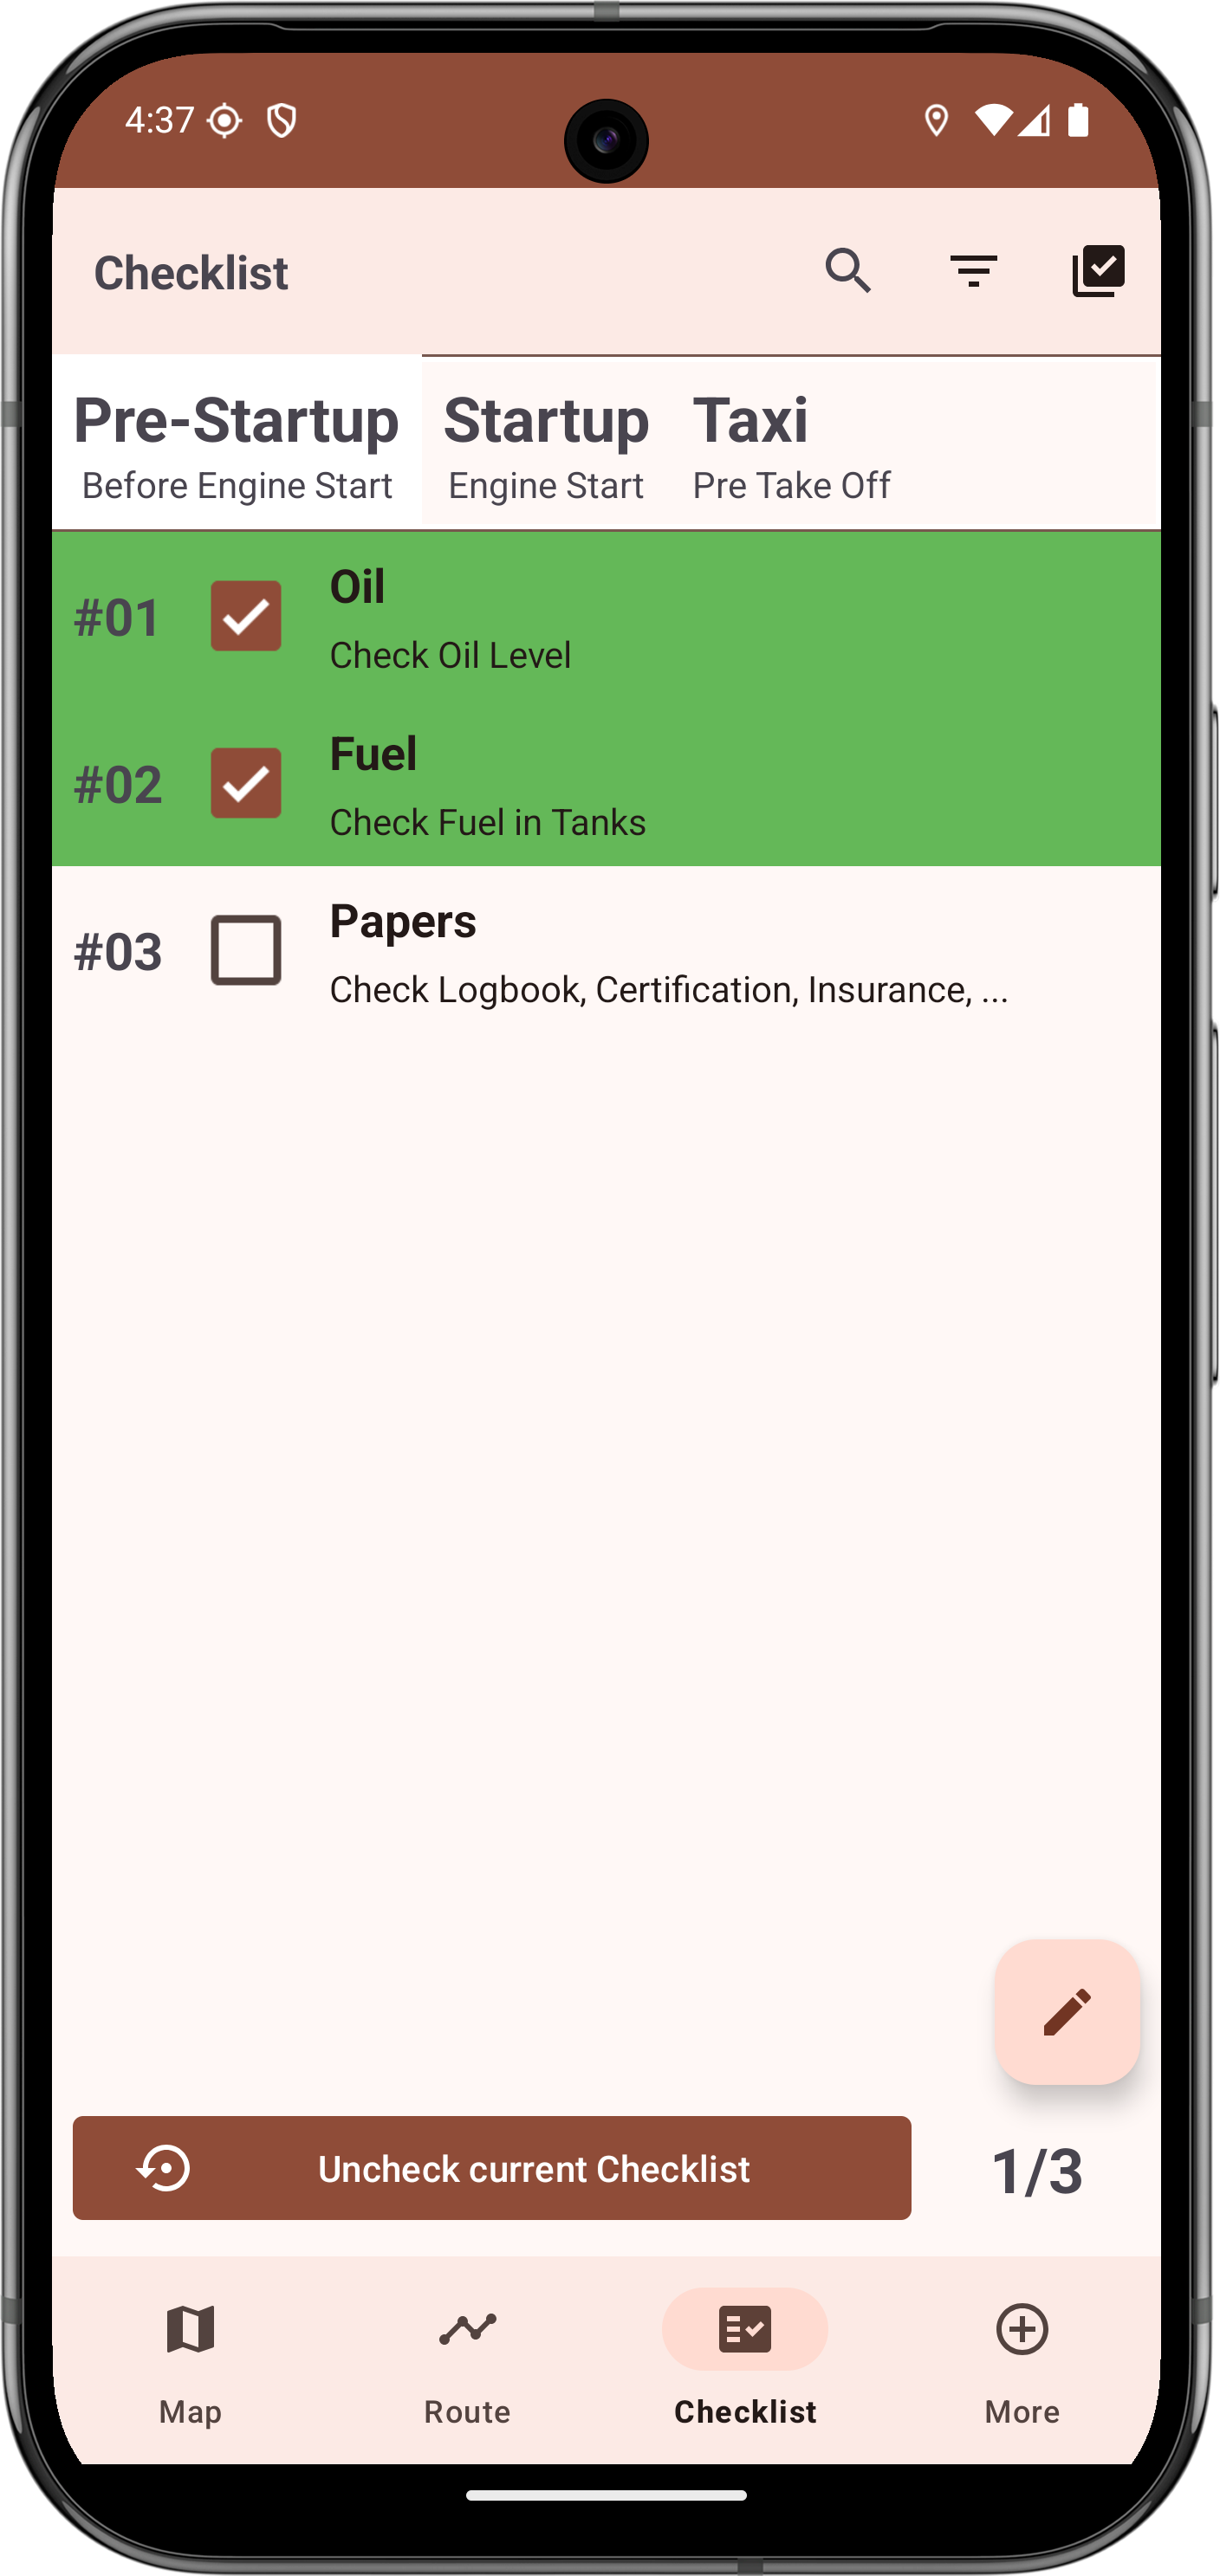 4:37
Checklist
Pre-Startup Startup Taxi
Before Engine Start Engine Start Pre Take Off
#01
Oil
Check Oil Level
#02
Fuel
Check Fuel in Tanks
#03
Papers
Check Logbook, Certification, Insurance, ...
Uncheck current Checklist
1/3
Map Route Checklist More